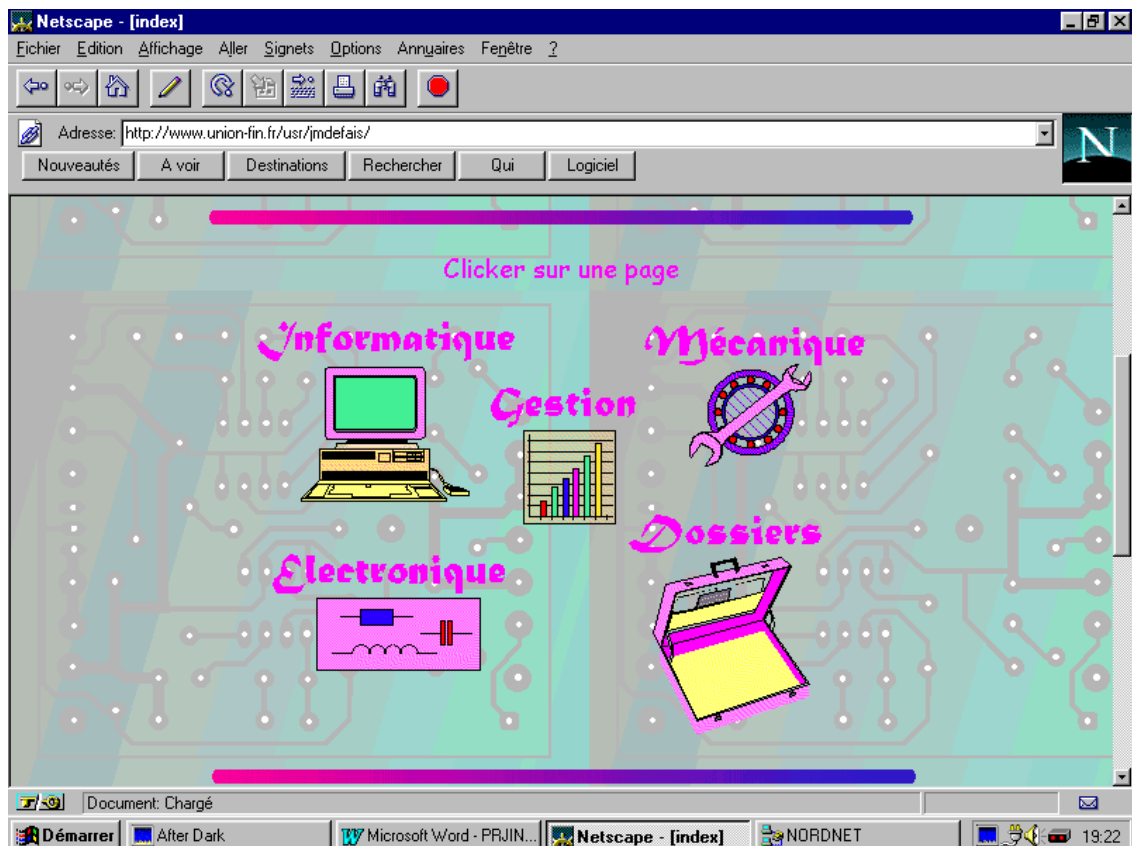 Netscape - [index]
Fichier Edition Affichage Aller Signets Options Annuaires Fenêtre ?
Adresse: http://www.union-fin.fr/usr/jmdefais/
N
Nouveautés A voir Destinations Rechercher Qui Logiciel
Clicker sur une page
Informatique
Mécanique
Gestion
Dossiers
Electronique
Document: Chargé
Démarrer After Dark Microsoft Word - PRJIN... Netscape - [index] NORDNET 19:22